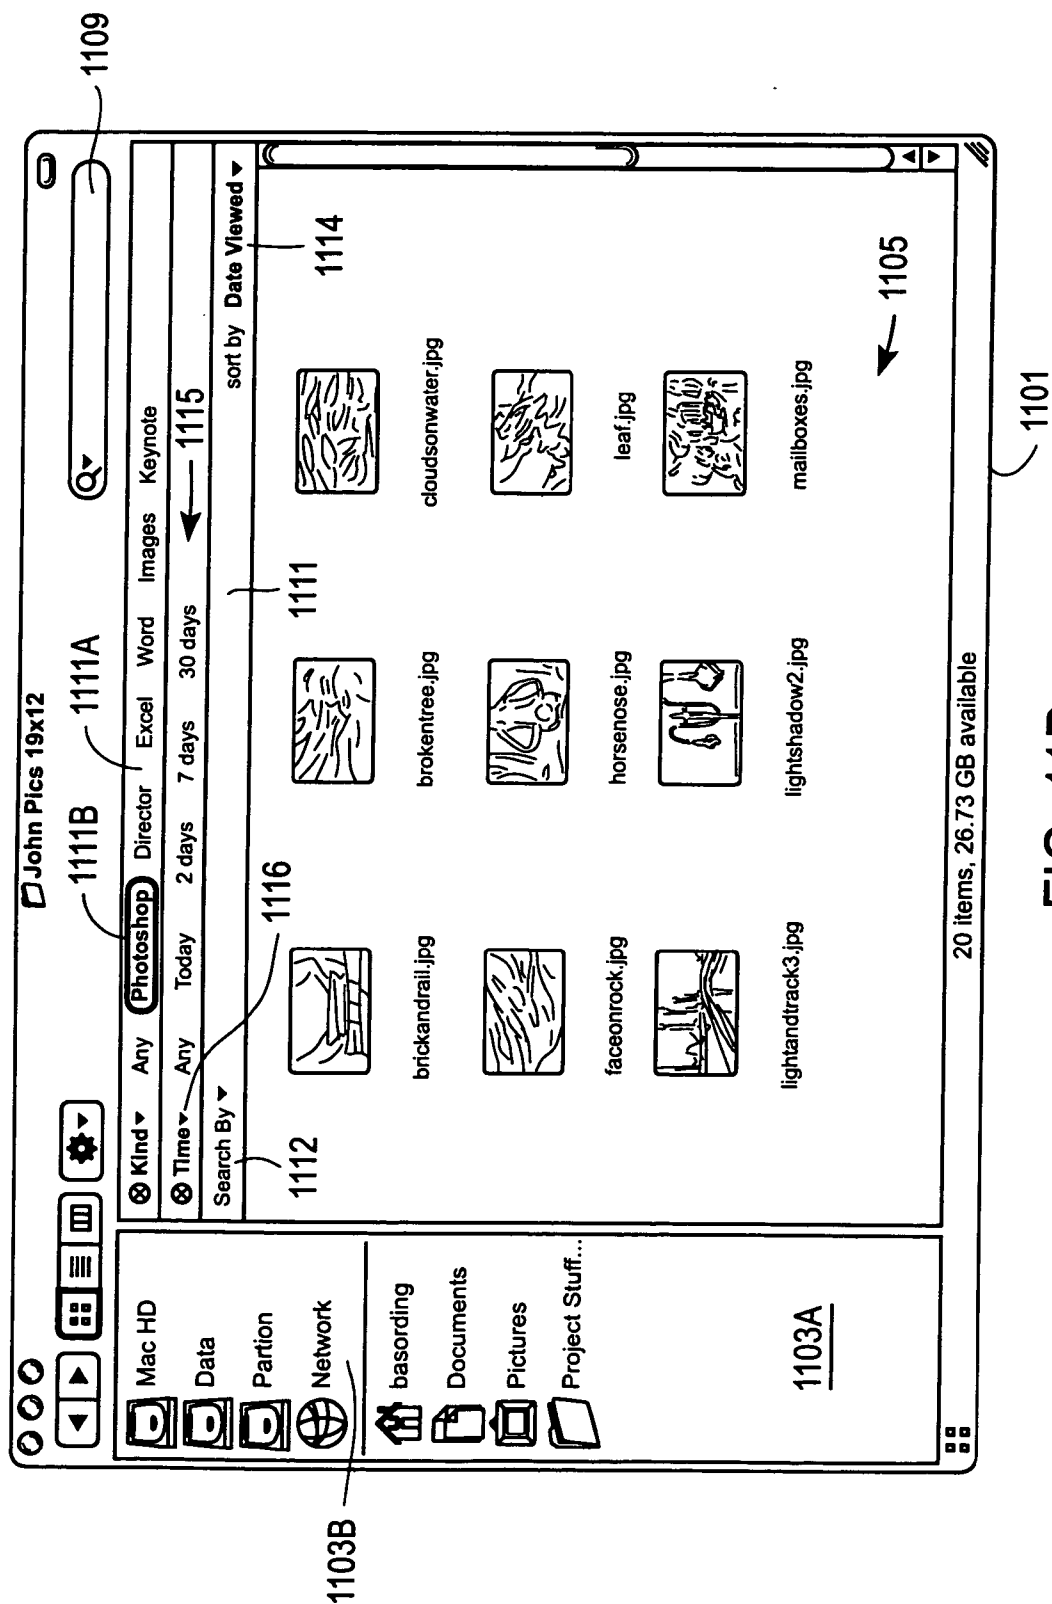 John Pics 19x12
1109
1111B
1111A
Kind Any Photoshop Director Excel Word Images Keynote
Time Any Today 2 days 7 days 30 days
1115
Search By
sort by Date Viewed
1112
1116
1111
1114
Mac HD
Data
Partion
Network
basording
Documents
Pictures
Project Stuff...
1103A
1103B
brickandrail.jpg
brokentree.jpg
cloudsonwater.jpg
faceonrock.jpg
horsenose.jpg
leaf.jpg
lightandtrack3.jpg
lightshadow2.jpg
mailboxes.jpg
1105
20 items, 26.73 GB available
1101